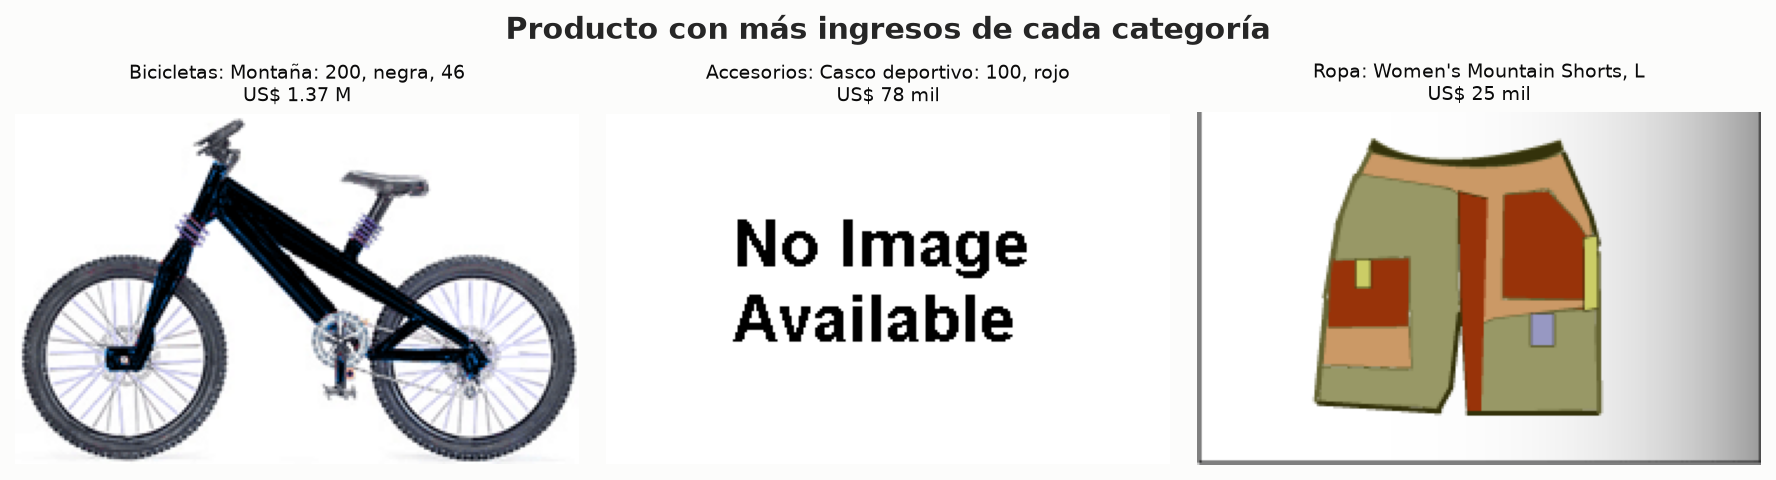 Producto con más ingresos de cada categoría
Bicicletas: Montaña: 200, negra, 46
US$ 1.37 M
Accesorios: Casco deportivo: 100, rojo
US$ 78 mil
Ropa: Women's Mountain Shorts, L
US$ 25 mil
No Image
Available